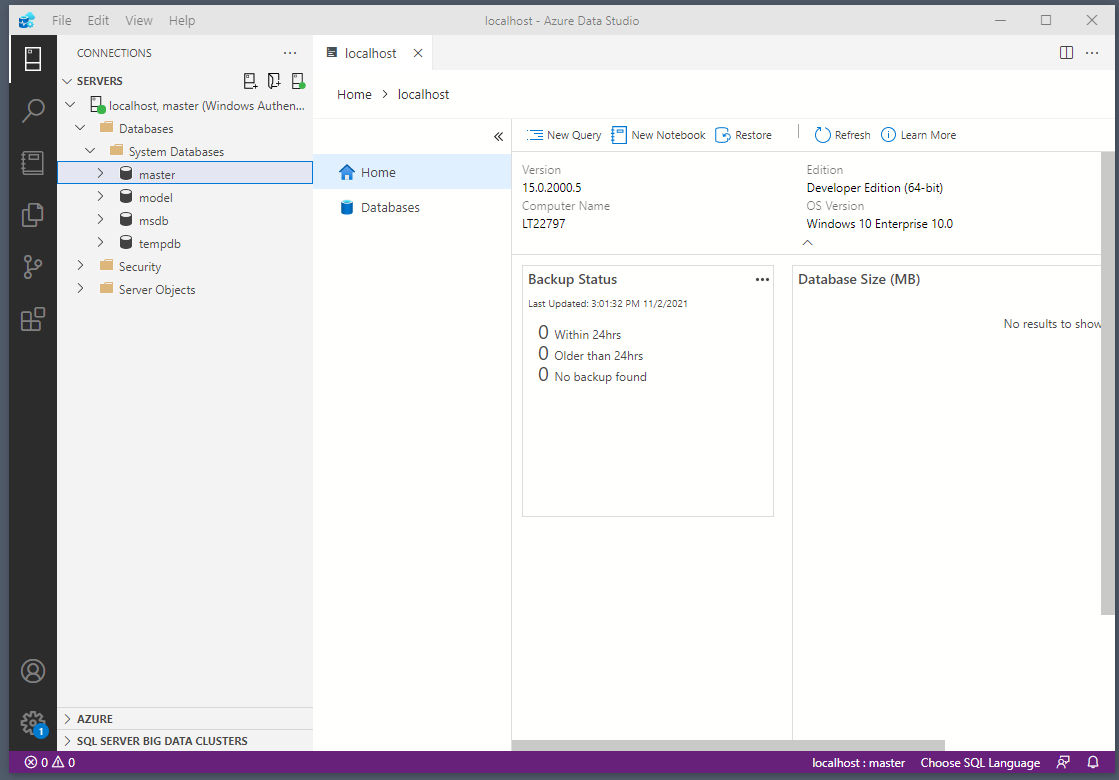 File Edit View Help
localhost - Azure Data Studio
CONNECTIONS
SERVERS
localhost, master (Windows Authen...
Databases
System Databases
master
model
msdb
tempdb
Security
Server Objects
AZURE
SQL SERVER BIG DATA CLUSTERS
localhost
Home > localhost
Home
Databases
New Query New Notebook Restore Refresh Learn More
Version
15.0.2000.5
Computer Name
LT22797
Edition
Developer Edition (64-bit)
OS Version
Windows 10 Enterprise 10.0
Backup Status
Last Updated: 3:01:32 PM 11/2/2021
0 Within 24hrs
0 Older than 24hrs
0 No backup found
Database Size (MB)
No results to show
1
0 0
localhost : master Choose SQL Language